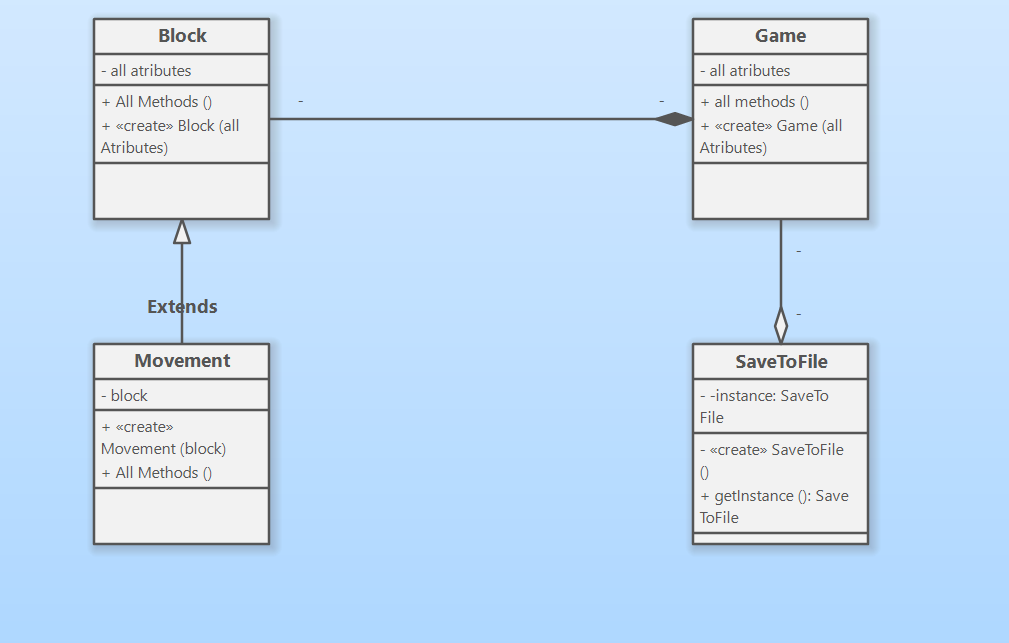 Block
- all atributes
+ All Methods ()
+ «create» Block (all
Atributes)
Game
- all atributes
+ all methods ()
+ «create» Game (all
Atributes)
-
-
-
-
Extends
Movement
- block
+ «create»
Movement (block)
+ All Methods ()
SaveToFile
- -instance: SaveTo
File
- «create» SaveToFile
()
+ getInstance (): Save
ToFile